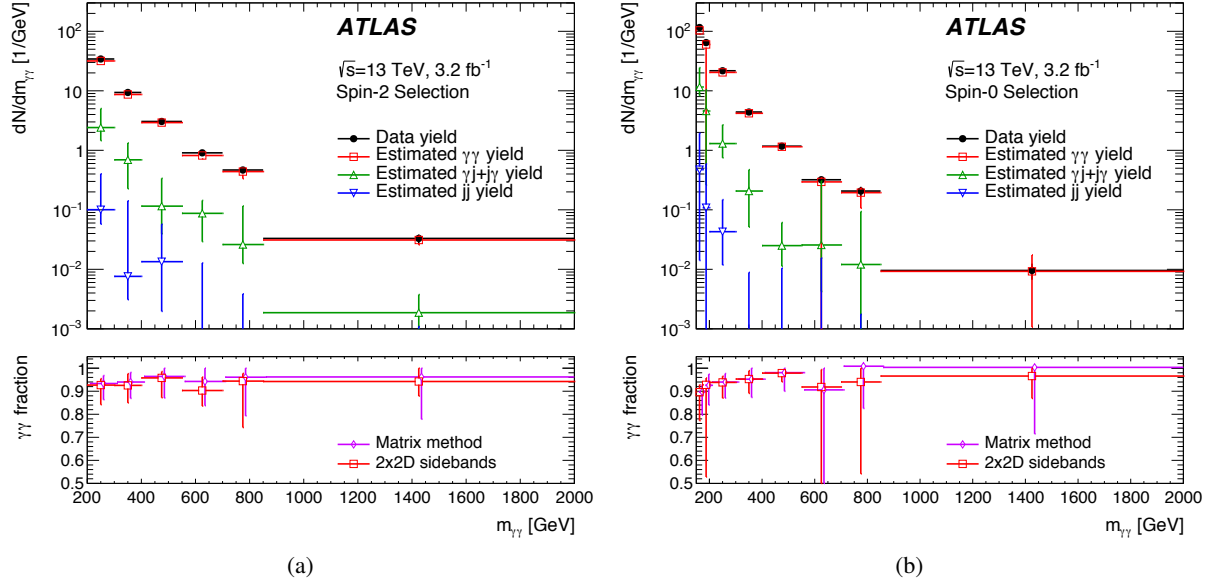 ATLAS
√s=13 TeV, 3.2 fb⁻¹
Spin-2 Selection
Data yield
Estimated γγ yield
Estimated γj+jγ yield
Estimated jj yield
dN/dmγγ [1/GeV]
10²
10
1
10⁻¹
10⁻²
10⁻³
γγ fraction
1
0.9
0.8
0.7
0.6
0.5
Matrix method
2x2D sidebands
200 400 600 800 1000 1200 1400 1600 1800 2000
mγγ [GeV]
(a)
ATLAS
√s=13 TeV, 3.2 fb⁻¹
Spin-0 Selection
Data yield
Estimated γγ yield
Estimated γj+jγ yield
Estimated jj yield
dN/dmγγ [1/GeV]
10²
10
1
10⁻¹
10⁻²
10⁻³
γγ fraction
1
0.9
0.8
0.7
0.6
0.5
Matrix method
2x2D sidebands
200 400 600 800 1000 1200 1400 1600 1800 2000
mγγ [GeV]
(b)